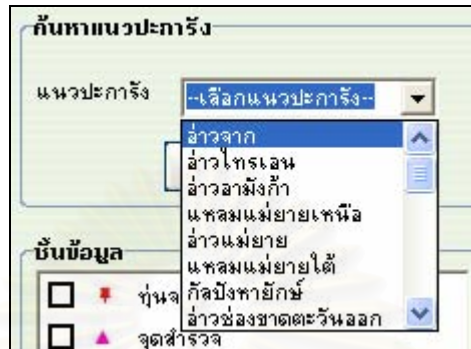 ค้นหาแนวปะการัง
แนวปะการัง
--เลือกแนวปะการัง--
อ่าวจาก
อ่าวไทรเอน
อ่าวอามังก้า
แหลมแม่ยายเหนือ
อ่าวแม่ยาย
แหลมแม่ยายใต้
กัลปังหายักษ์
อ่าวช่องขาดตะวันออก
ชั้นข้อมูล
จุดสำรวจ